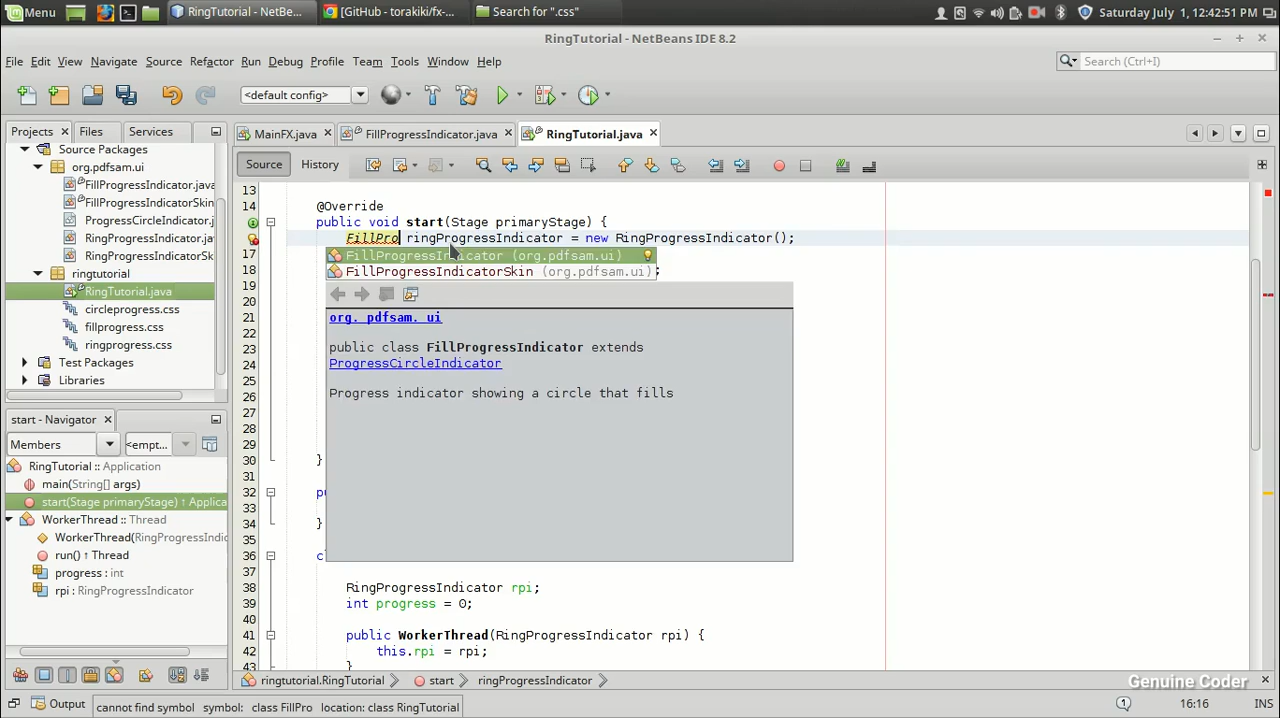 Menu
RingTutorial - NetBe...
[GitHub - torakiki/fx-...
Search for ".css"
Saturday July 1, 12:42:51
RingTutorial - NetBeans IDE 8.2
File Edit View Navigate Source Refactor Run Debug Profile Team Tools Window Help
Search (Ctrl+I)
<default config>
Projects Files Services
MainFX.java FillProgressIndicator.java RingTutorial.java
Source History
Source Packages
org.pdfsam.ui
FillProgressIndicator.java
FillProgressIndicatorSkin
ProgressCircleIndicator.j
RingProgressIndicator.ja
RingProgressIndicatorSk
ringtutorial
RingTutorial.java
circleprogress.css
fillprogress.css
ringprogress.css
Test Packages
Libraries
start - Navigator
Members <empt...
RingTutorial :: Application
main(String[] args)
start(Stage primaryStage) ↑ Applica
WorkerThread :: Thread
WorkerThread(RingProgressIndic
run() ↑ Thread
progress : int
rpi : RingProgressIndicator
13
14 @Override
public void start(Stage primaryStage) {
FillPro ringProgressIndicator = new RingProgressIndicator();
17 FillProgressIndicator (org.pdfsam.ui)
18 FillProgressIndicatorSkin (org.pdfsam.ui) ;
19
20
21 org. pdfsam. ui
22
23 public class FillProgressIndicator extends
24 ProgressCircleIndicator
25
26 Progress indicator showing a circle that fills
27
28
29
30 }
31
32 pu
33
34 }
35
36 cl
37
38 RingProgressIndicator rpi;
39 int progress = 0;
40
41 public WorkerThread(RingProgressIndicator rpi) {
42 this.rpi = rpi;
43 }
ringtutorial.RingTutorial start ringProgressIndicator
Genuine Coder
Output
cannot find symbol symbol: class FillPro location: class RingTutorial
1 16:16 INS